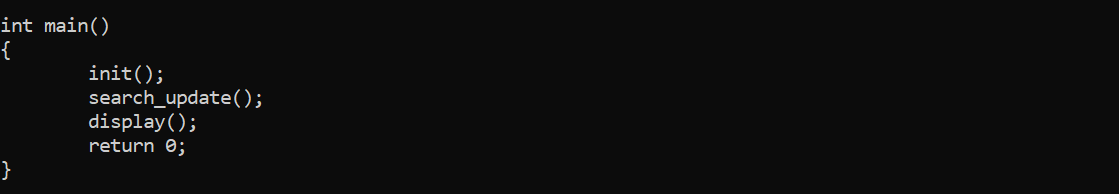 int main()
{
        init();
        search_update();
        display();
        return 0;
}